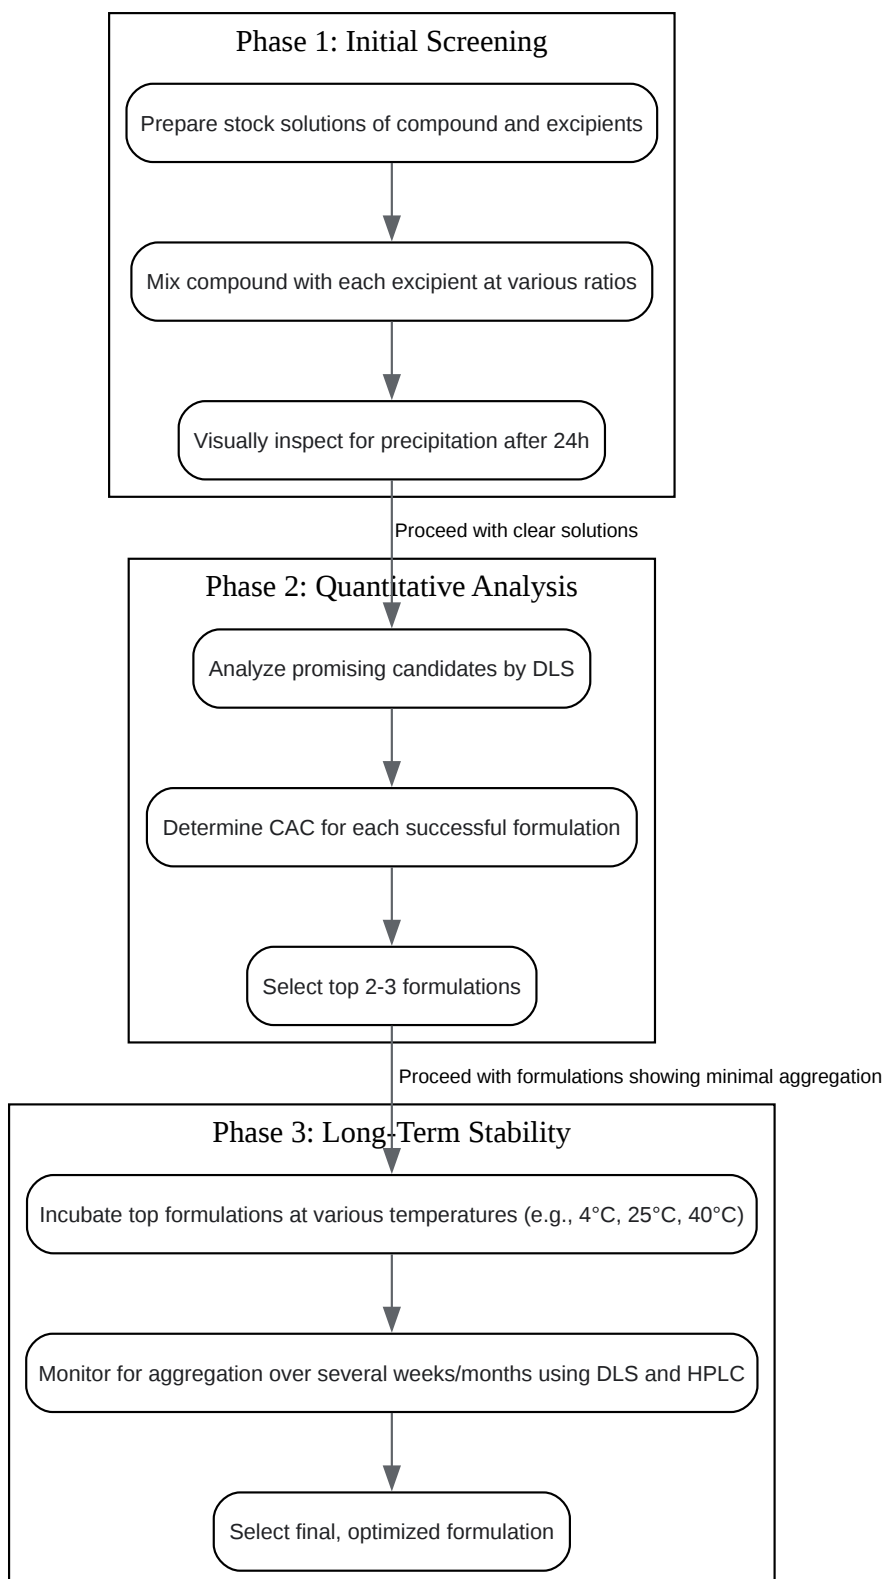 Phase 1: Initial Screening
Prepare stock solutions of compound and excipients
Mix compound with each excipient at various ratios
Visually inspect for precipitation after 24h
Proceed with clear solutions
Phase 2: Quantitative Analysis
Analyze promising candidates by DLS
Determine CAC for each successful formulation
Select top 2-3 formulations
Proceed with formulations showing minimal aggregation
Phase 3: Long-Term Stability
Incubate top formulations at various temperatures (e.g., 4°C, 25°C, 40°C)
Monitor for aggregation over several weeks/months using DLS and HPLC
Select final, optimized formulation